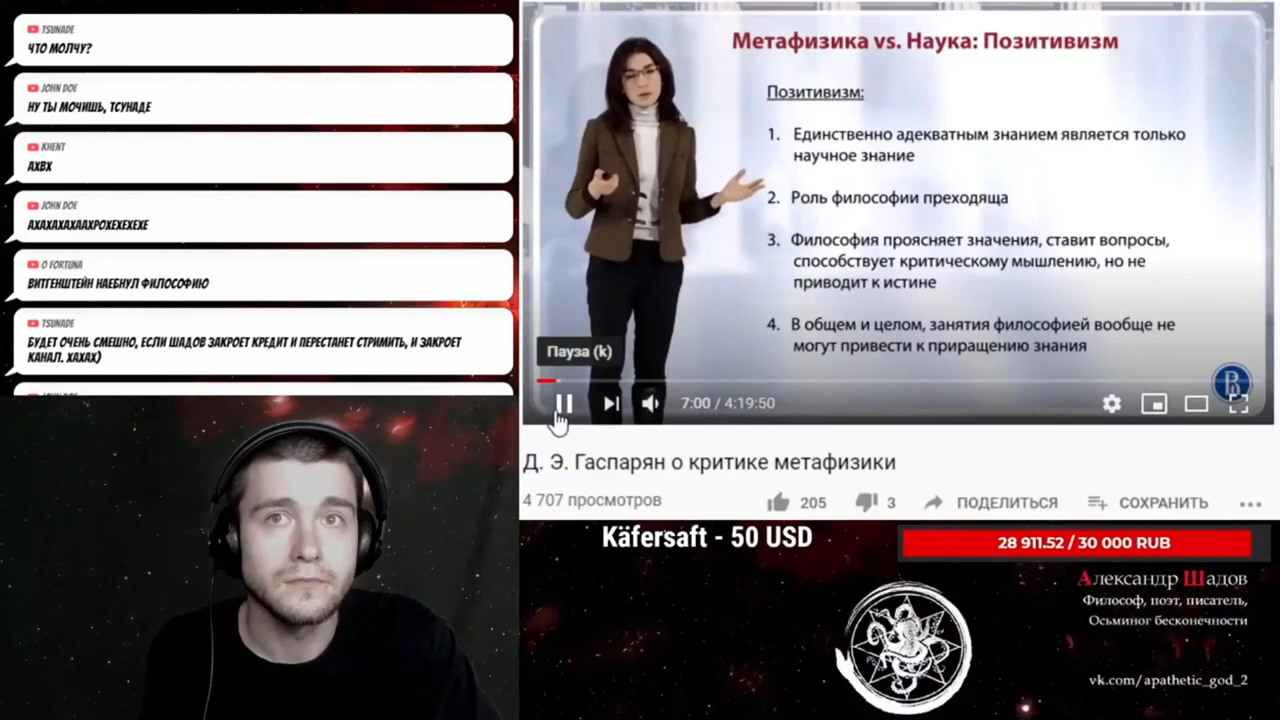 TSUNADE
ЧТО МОЛЧУ?
JOHN DOE
НУ ТЫ МОЧИШЬ, ТСУНАДЕ
KHENT
АХВХ
JOHN DOE
АХАХАХАХААХРОХЕХЕХЕХЕ
O FORTUNA
ВИТГЕНШТЕЙН НАЕБНУЛ ФИЛОСОФИЮ
TSUNADE
БУДЕТ ОЧЕНЬ СМЕШНО, ЕСЛИ ШАДОВ ЗАКРОЕТ КРЕДИТ И ПЕРЕСТАНЕТ СТРИМИТЬ, И ЗАКРОЕТ
КАНАЛ. ХАХАХ)
Метафизика vs. Наука: Позитивизм
Позитивизм:
1. Единственно адекватным знанием является только
научное знание
2. Роль философии преходяща
3. Философия проясняет значения, ставит вопросы,
способствует критическому мышлению, но не
приводит к истине
4. В общем и целом, занятия философией вообще не
могут привести к приращению знания
Пауза (k)
7:00 / 4:19:50
Д. Э. Гаспарян о критике метафизики
4 707 просмотров
205
3
ПОДЕЛИТЬСЯ
СОХРАНИТЬ
Käfersaft - 50 USD
28 911.52 / 30 000 RUB
Александр Шадов
Философ, поэт, писатель,
Осьминог бесконечности
vk.com/apathetic_god_2